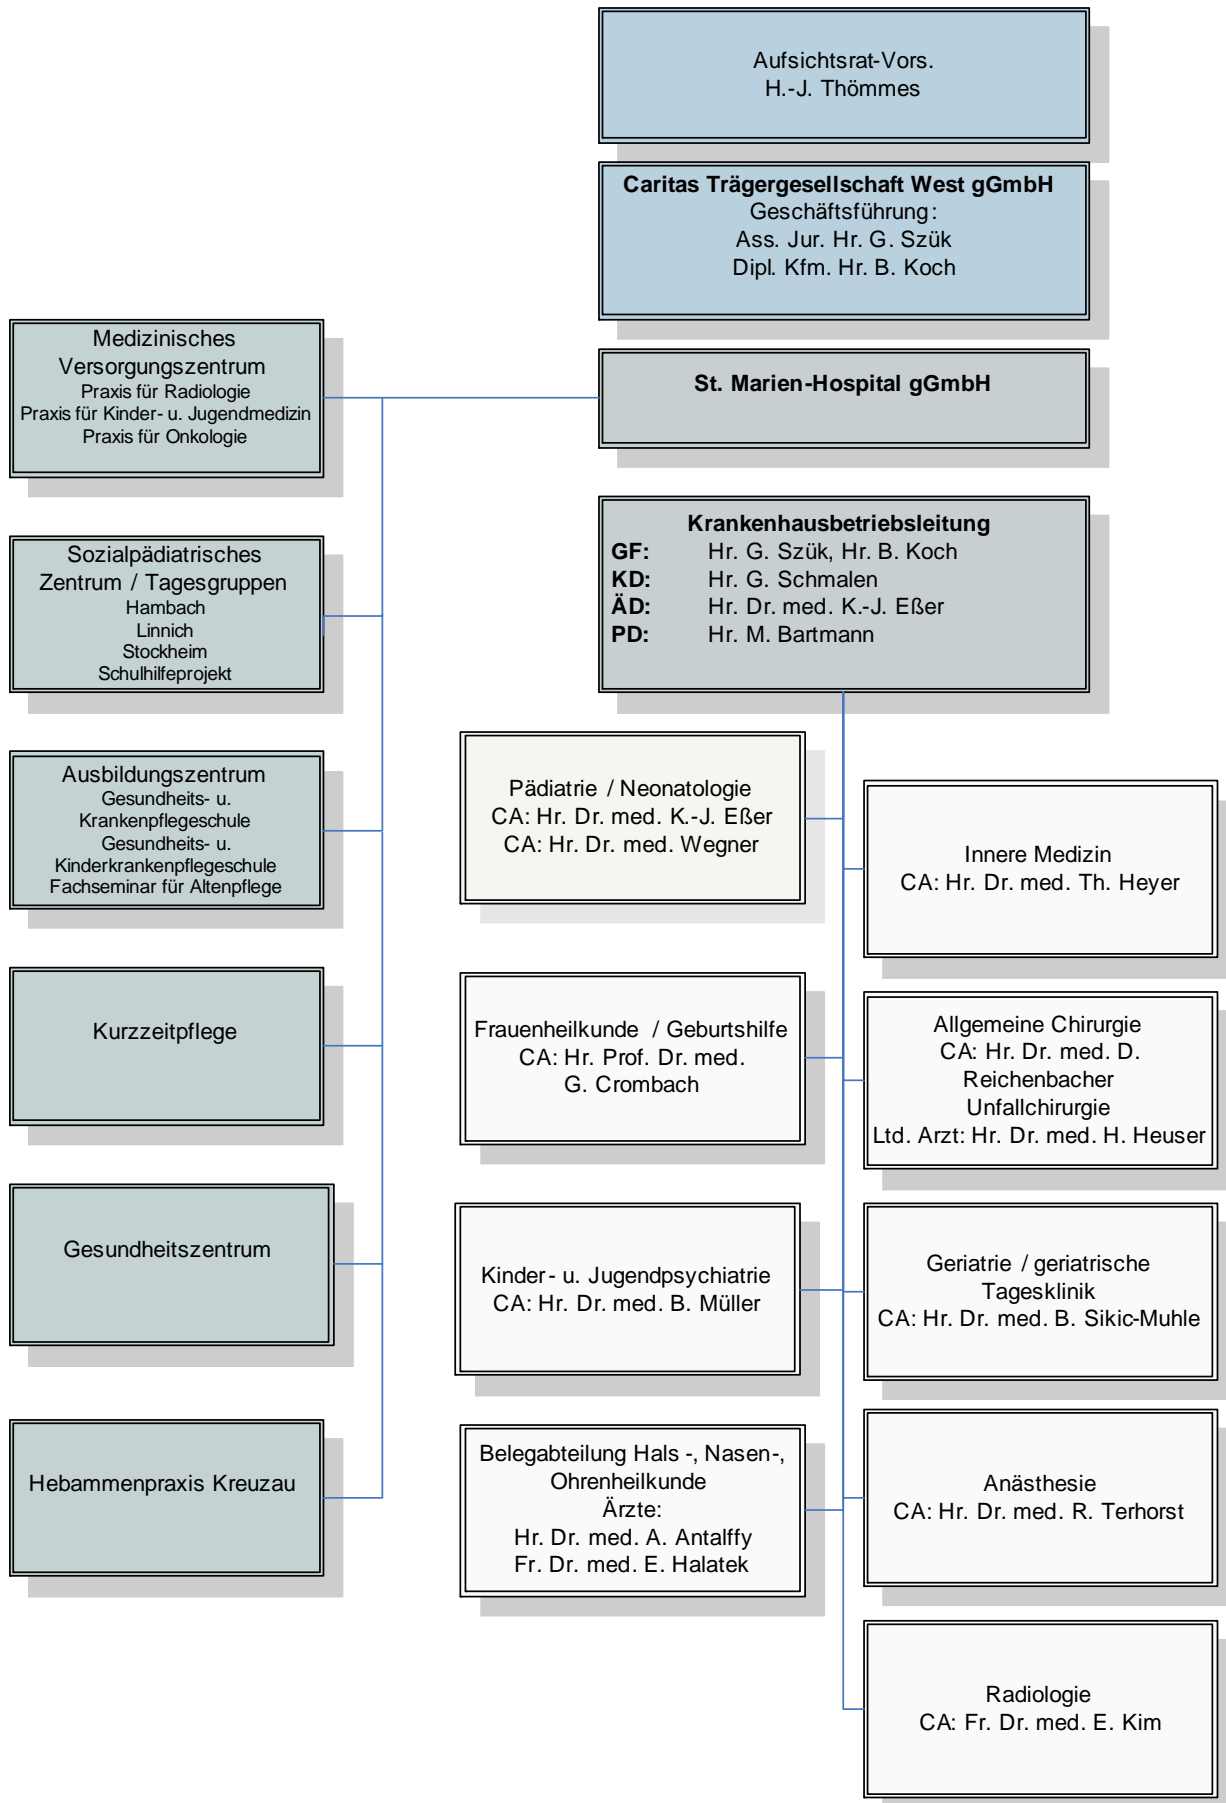 Aufsichtsrat-Vors.
H.-J. Thömmes
Caritas Trägergesellschaft West gGmbH
Geschäftsführung:
Ass. Jur. Hr. G. Szük
Dipl. Kfm. Hr. B. Koch
St. Marien-Hospital gGmbH
Krankenhausbetriebsleitung
GF: Hr. G. Szük, Hr. B. Koch
KD: Hr. G. Schmalen
ÄD: Hr. Dr. med. K.-J. Eßer
PD: Hr. M. Bartmann
Medizinisches
Versorgungszentrum
Praxis für Radiologie
Praxis für Kinder- u. Jugendmedizin
Praxis für Onkologie
Sozialpädiatrisches
Zentrum / Tagesgruppen
Hambach
Linnich
Stockheim
Schulhilfeprojekt
Ausbildungszentrum
Gesundheits- u.
Krankenpflegeschule
Gesundheits- u.
Kinderkrankenpflegeschule
Fachseminar für Altenpflege
Kurzzeitpflege
Gesundheitszentrum
Hebammenpraxis Kreuzau
Pädiatrie / Neonatologie
CA: Hr. Dr. med. K.-J. Eßer
CA: Hr. Dr. med. Wegner
Frauenheilkunde / Geburtshilfe
CA: Hr. Prof. Dr. med.
G. Crombach
Kinder- u. Jugendpsychiatrie
CA: Hr. Dr. med. B. Müller
Belegabteilung Hals -, Nasen-,
Ohrenheilkunde
Ärzte:
Hr. Dr. med. A. Antalffy
Fr. Dr. med. E. Halatek
Innere Medizin
CA: Hr. Dr. med. Th. Heyer
Allgemeine Chirurgie
CA: Hr. Dr. med. D.
Reichenbacher
Unfallchirurgie
Ltd. Arzt: Hr. Dr. med. H. Heuser
Geriatrie / geriatrische
Tagesklinik
CA: Hr. Dr. med. B. Sikic-Muhle
Anästhesie
CA: Hr. Dr. med. R. Terhorst
Radiologie
CA: Fr. Dr. med. E. Kim